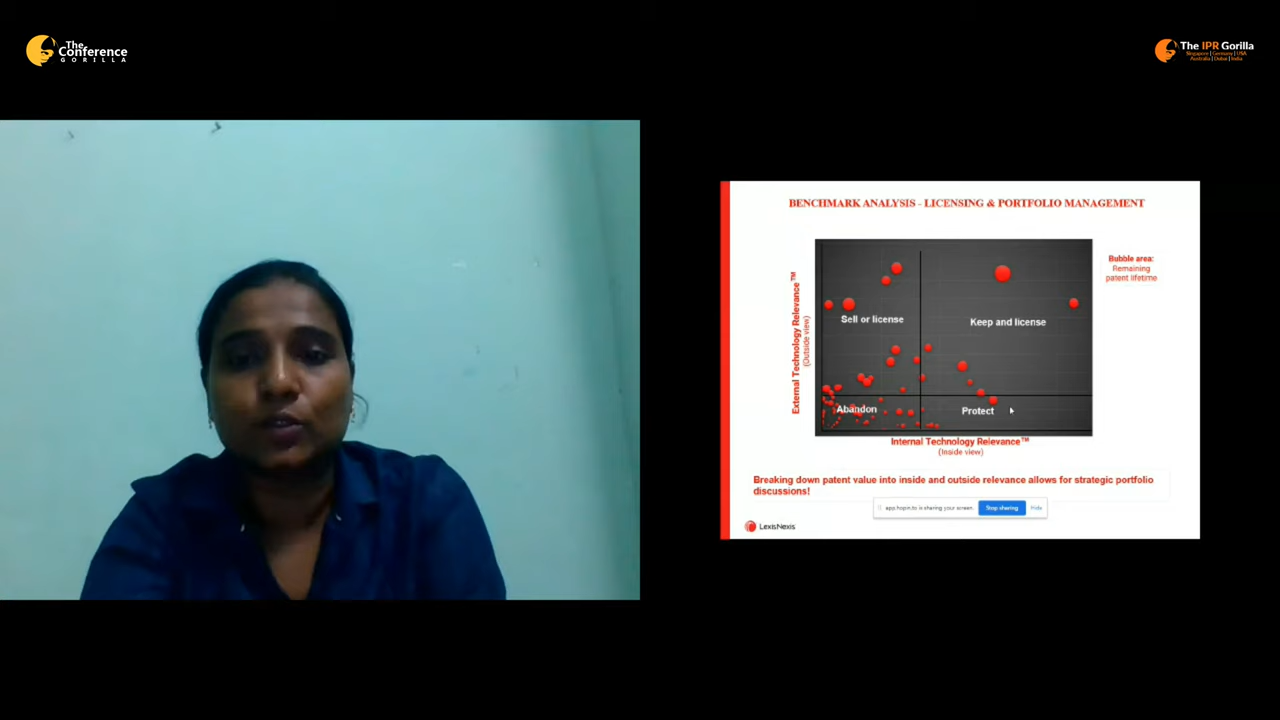 The
Conference
GORILLA
The IPR Gorilla
Singapore | Germany | USA
Australia | Dubai | India
BENCHMARK ANALYSIS - LICENSING & PORTFOLIO MANAGEMENT
Bubble area:
Remaining
patent lifetime
External Technology Relevance™
(Outside view)
Sell or license
Keep and license
Abandon
Protect
Internal Technology Relevance™
(Inside view)
Breaking down patent value into inside and outside relevance allows for strategic portfolio
discussions!
app.hopin.to is sharing your screen.
Stop sharing
Hide
LexisNexis